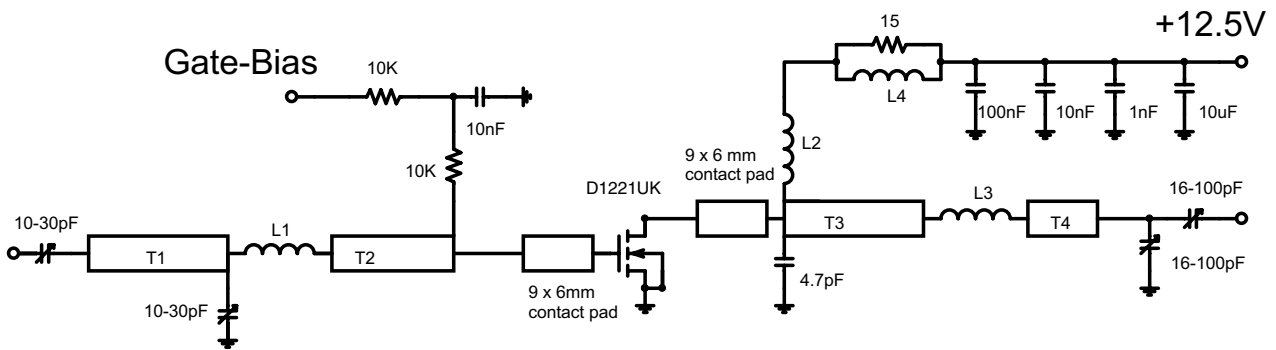 +12.5V
15
Gate-Bias
10K
L4
100nF
10nF
1nF
10uF
10nF
L2
10K
9 x 6 mm
contact pad
D1221UK
L3
16-100pF
10-30pF
L1
T3
T4
T1
T2
16-100pF
4.7pF
9 x 6mm
contact pad
10-30pF